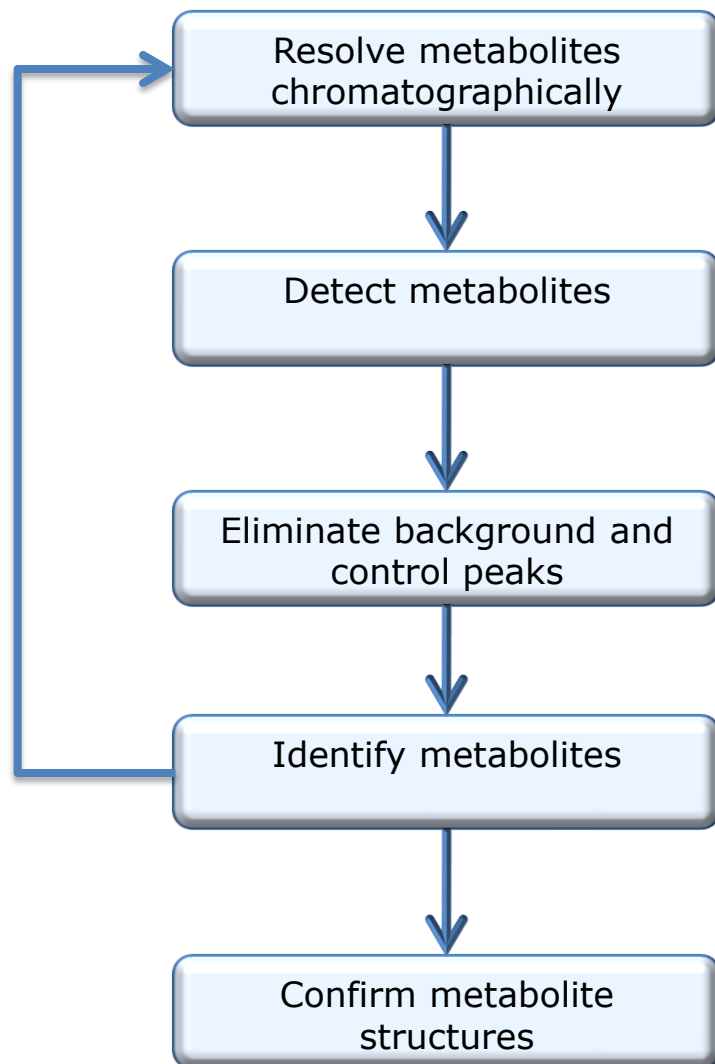 Resolve metabolites
chromatographically
Detect metabolites
Eliminate background and
control peaks
Identify metabolites
Confirm metabolite
structures